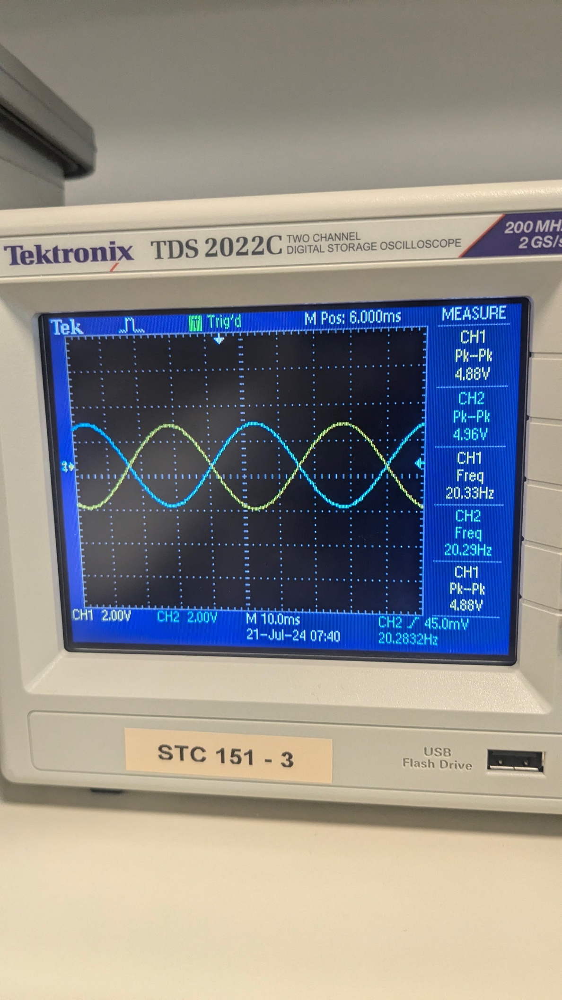 Tektronix TDS 2022C TWO CHANNEL
DIGITAL STORAGE OSCILLOSCOPE
200 MHz
2 GS/s
Tek T Trig'd M Pos: 6.000ms MEASURE
CH1
Pk-Pk
4.88V
CH2
Pk-Pk
4.96V
CH1
Freq
20.33Hz
CH2
Freq
20.29Hz
CH1
Pk-Pk
4.88V
CH1 2.00V CH2 2.00V M 10.0ms CH2 45.0mV
21-Jul-24 07:40 20.2832Hz
STC 151 - 3
USB
Flash Drive